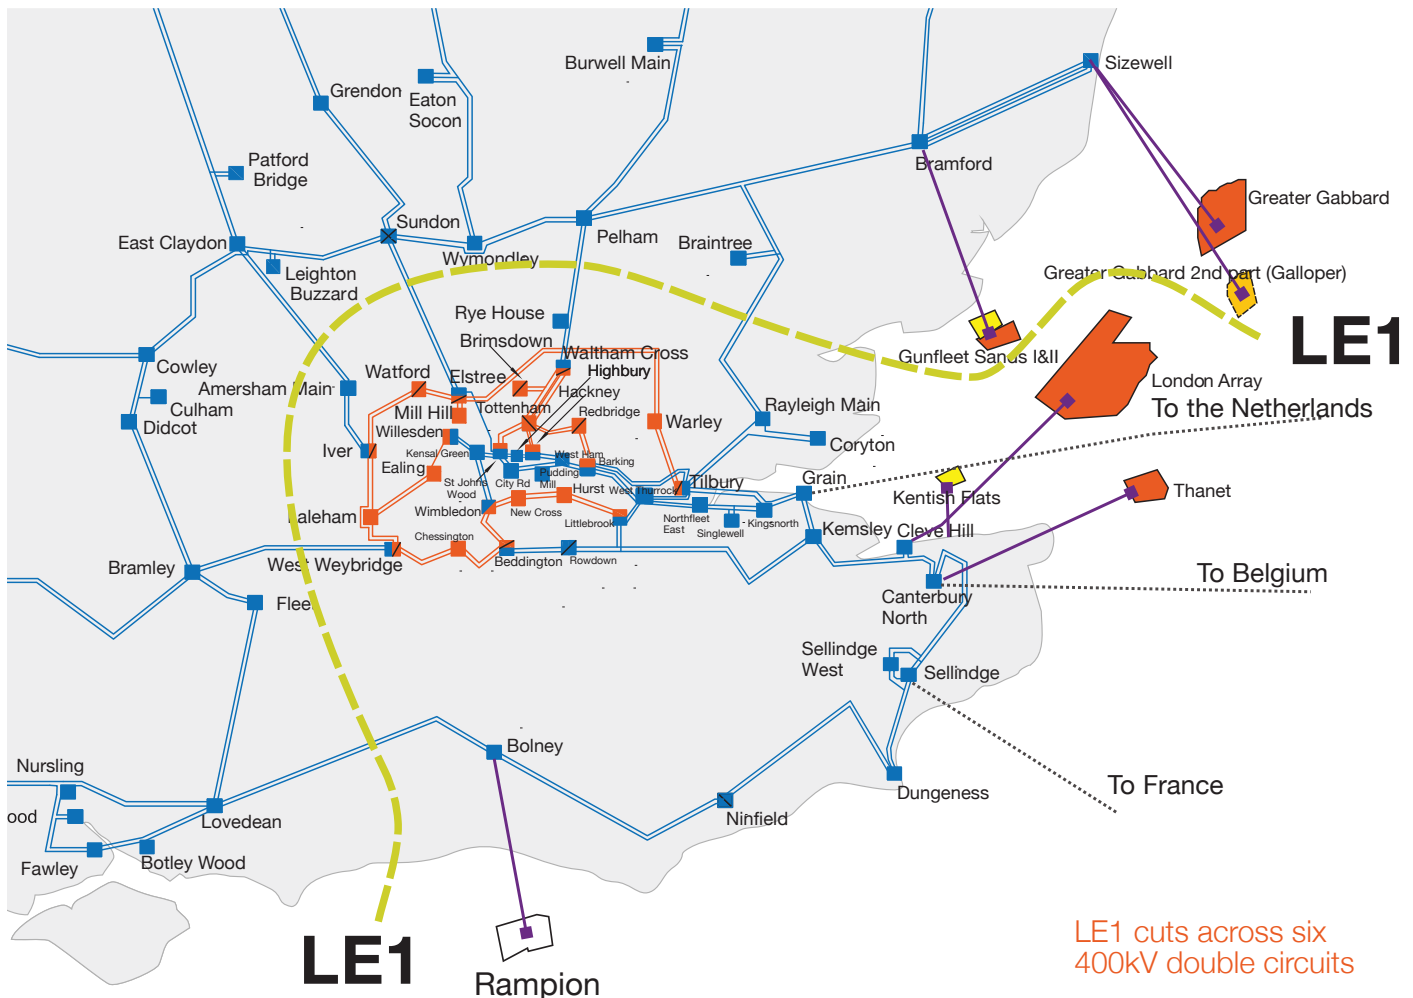 Burwell Main
Sizewell
Grendon
Eaton
Socon
Patford
Bridge
Bramford
Greater Gabbard
East Claydon
Sundon
Pelham
Braintree
Wymondley
Leighton
Buzzard
Greater Gabbard 2nd part (Galloper)
Rye House
Brimsdown
LE1
Gunfleet Sands I&II
Waltham Cross
Cowley
Watford
Elstree
Highbury
Amersham Main
London Array
Culham
Hackney
To the Netherlands
Mill Hill
Tottenham
Redbridge
Rayleigh Main
Didcot
Willesden
Warley
Coryton
Iver
Kensal Green
West Ham
Barking
Ealing
Pudding
Mill
St Johns
Wood
City Rd
Tilbury
Grain
Hurst
West Thurrock
Kentish Flats
Thanet
Laleham
Wimbledon
New Cross
Littlebrook
Northfleet
East
Singlewell
Kingsnorth
Kemsley
Cleve Hill
Chessington
West Weybridge
Beddington
Rowdown
Bramley
To Belgium
Canterbury
North
Sellindge
West
Sellindge
Bolney
Nursling
To France
Dungeness
ood
Lovedean
Ninfield
Fawley
Botley Wood
LE1
Rampion
LE1 cuts across six
400kV double circuits